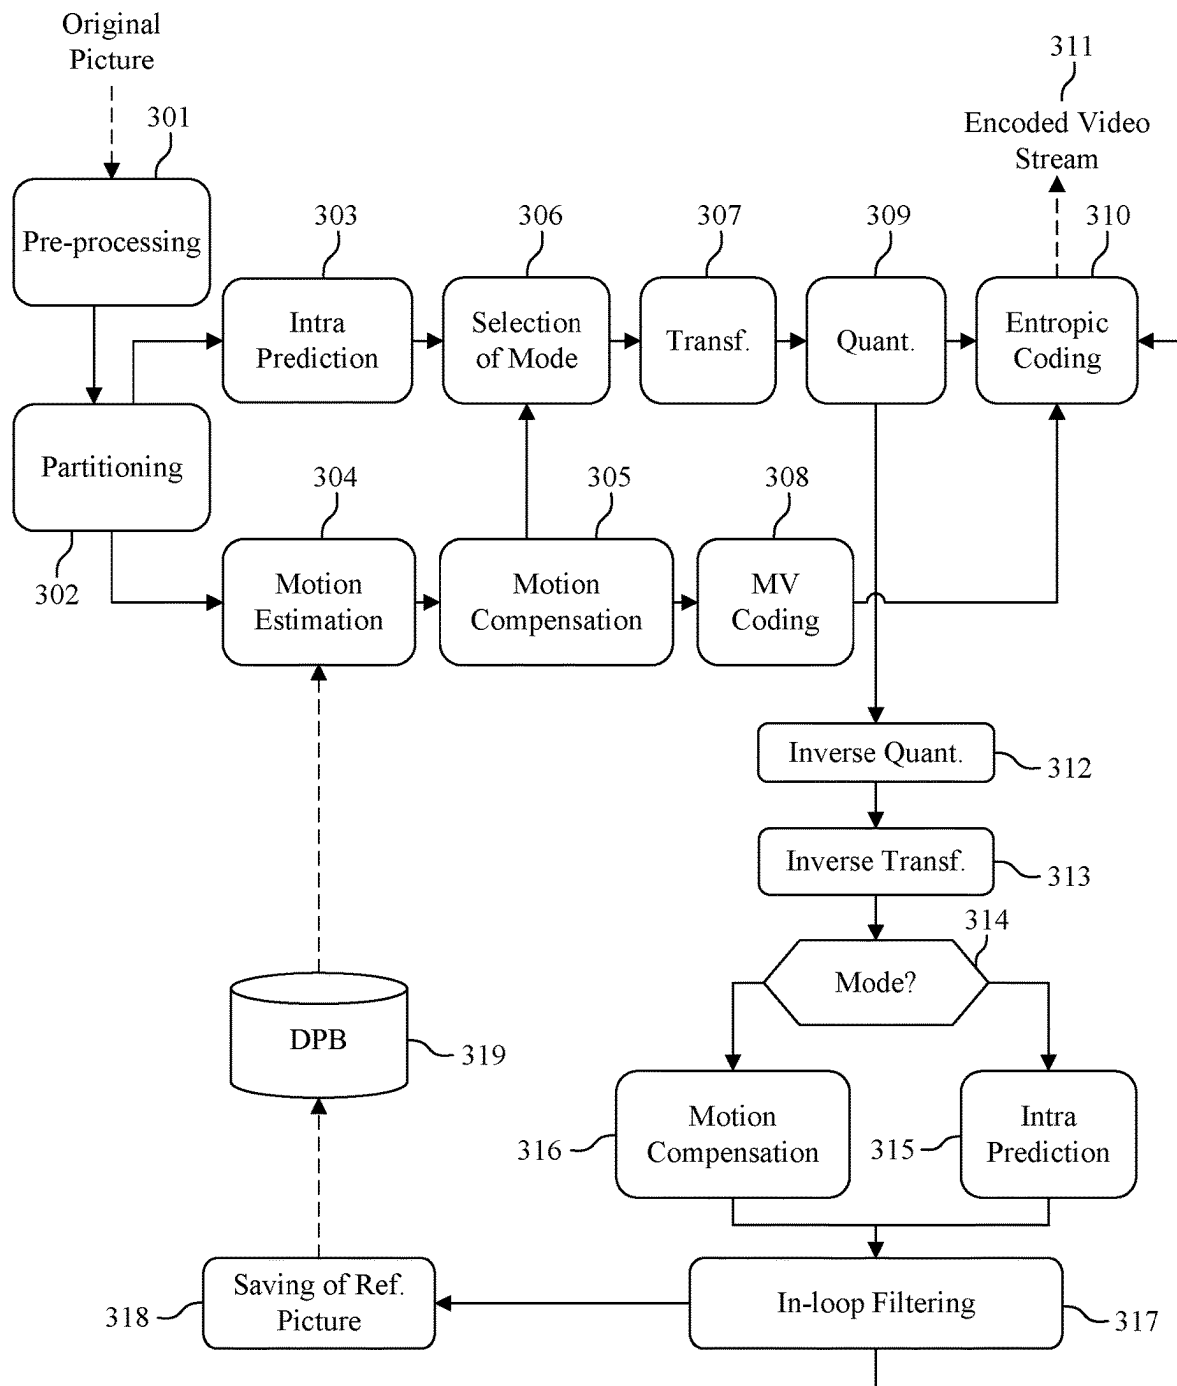 Original
Picture
311
Encoded Video
Stream
301
Pre-processing
303
306
307
309
310
Intra
Prediction
Selection
of Mode
Transf.
Quant.
Entropic
Coding
Partitioning
302
304
305
308
Motion
Estimation
Motion
Compensation
MV
Coding
Inverse Quant.
312
Inverse Transf.
313
314
Mode?
DPB
319
Motion
Compensation
316
Intra
Prediction
315
Saving of Ref.
Picture
318
In-loop Filtering
317